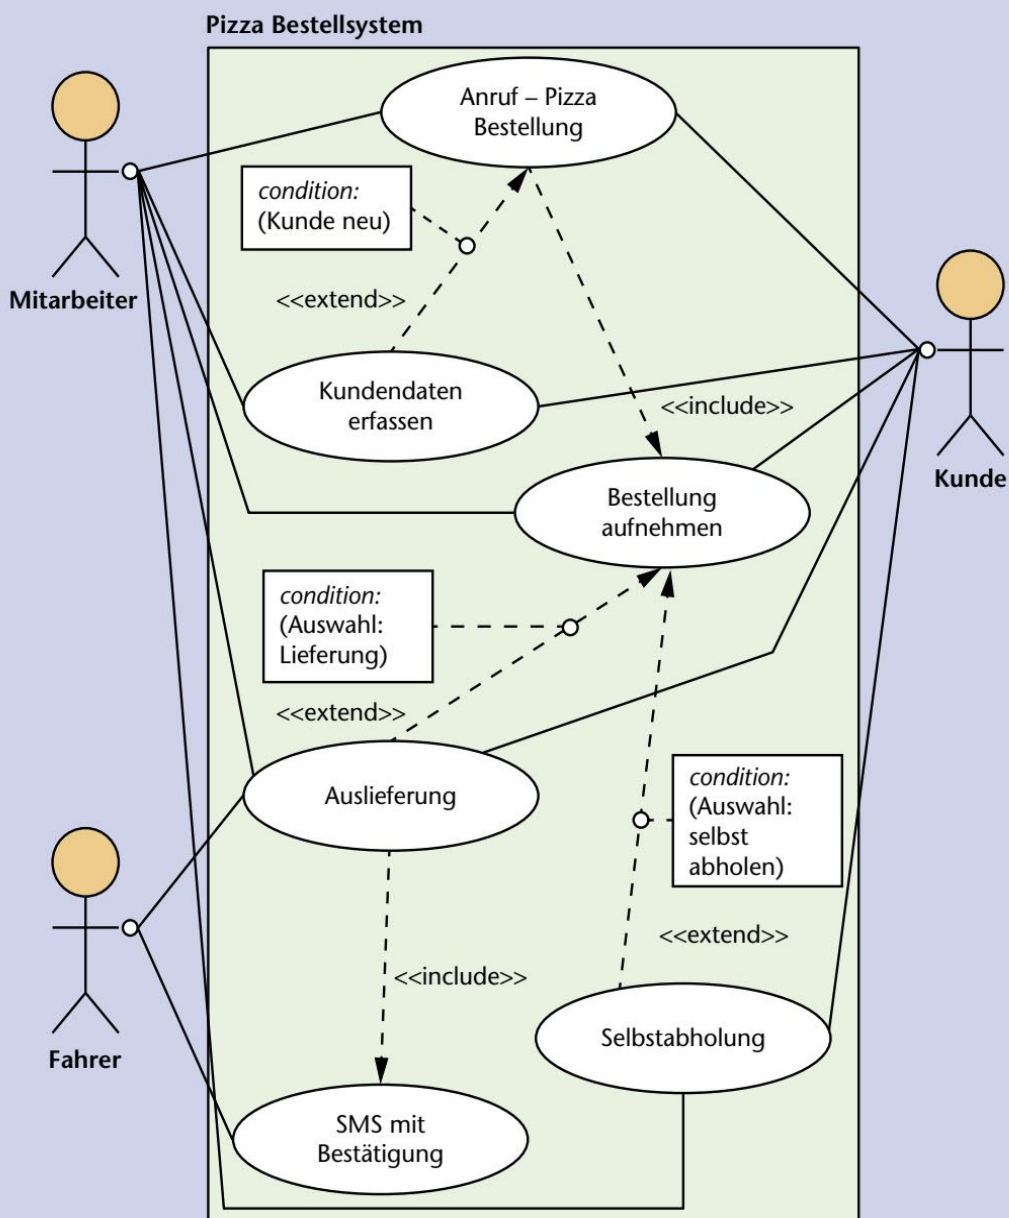 Pizza Bestellsystem
Anruf – Pizza
Bestellung
condition:
(Kunde neu)
<<extend>>
Mitarbeiter
Kundendaten
erfassen
<<include>>
Kunde
Bestellung
aufnehmen
condition:
(Auswahl:
Lieferung)
<<extend>>
Auslieferung
condition:
(Auswahl:
selbst
abholen)
<<extend>>
<<include>>
Fahrer
Selbstabholung
SMS mit
Bestätigung